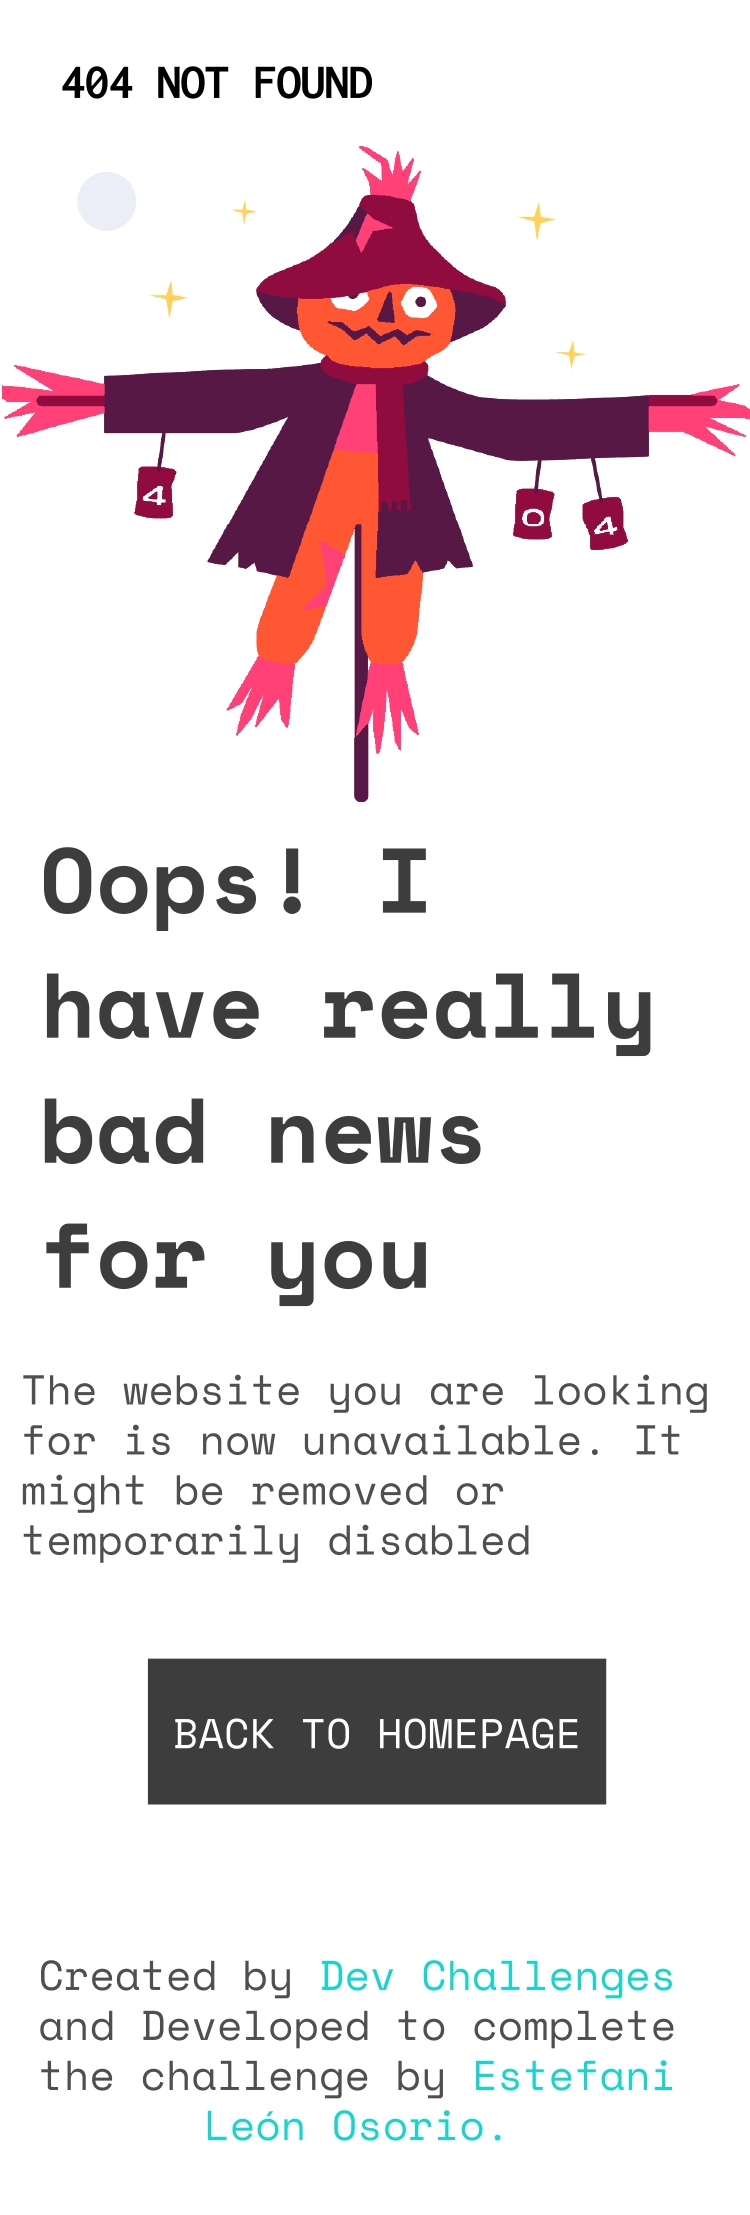 404 NOT FOUND
4
0
4
Oops! I
have really
bad news
for you
The website you are looking
for is now unavailable. It
might be removed or
temporarily disabled
BACK TO HOMEPAGE
Created by Dev Challenges
and Developed to complete
the challenge by Estefani
León Osorio.